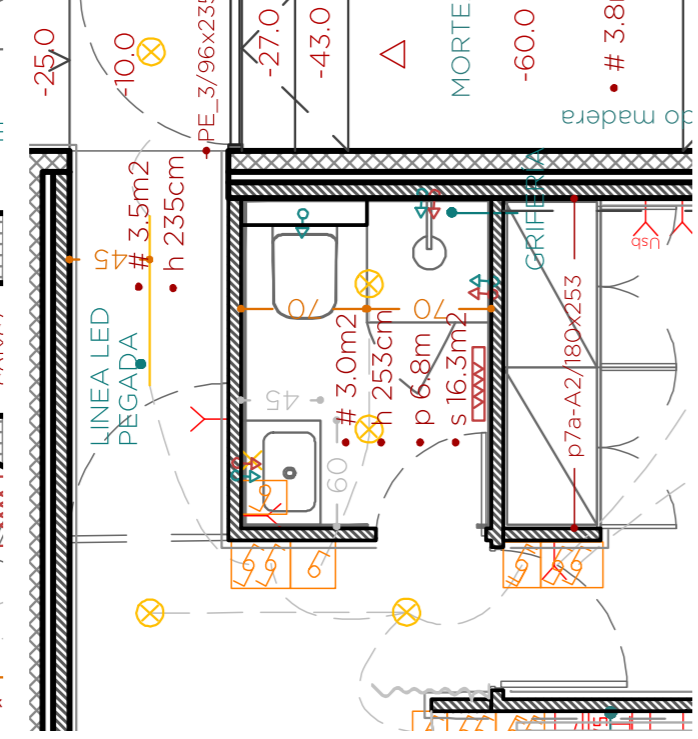 -25.0
-10.0
PE_3/96x235
-27.0
-43.0
MORTE
-60.0
# 3.8
do madera
# 3.5m2
h 235cm
45
LINEA LED
PEGADA
GRIFERIA
Usb
70
70
# 3.0m2
h 253cm
p 6.8m
s 16.3m2
p7a-A2/180x253
45
60